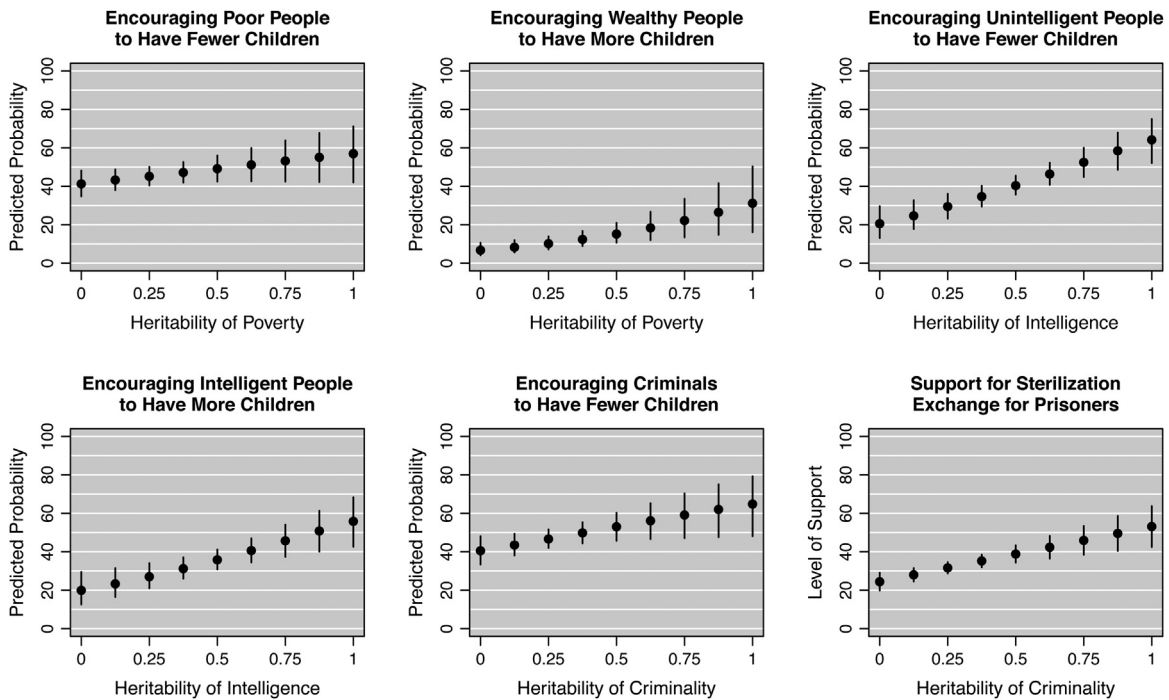 Encouraging Poor People
to Have Fewer Children
Predicted Probability
100
80
60
40
20
0
0 0.25 0.5 0.75 1
Heritability of Poverty
Encouraging Wealthy People
to Have More Children
Predicted Probability
100
80
60
40
20
0
0 0.25 0.5 0.75 1
Heritability of Poverty
Encouraging Unintelligent People
to Have Fewer Children
Predicted Probability
100
80
60
40
20
0
0 0.25 0.5 0.75 1
Heritability of Intelligence
Encouraging Intelligent People
to Have More Children
Predicted Probability
100
80
60
40
20
0
0 0.25 0.5 0.75 1
Heritability of Intelligence
Encouraging Criminals
to Have Fewer Children
Predicted Probability
100
80
60
40
20
0
0 0.25 0.5 0.75 1
Heritability of Criminality
Support for Sterilization
Exchange for Prisoners
Level of Support
100
80
60
40
20
0
0 0.25 0.5 0.75 1
Heritability of Criminality